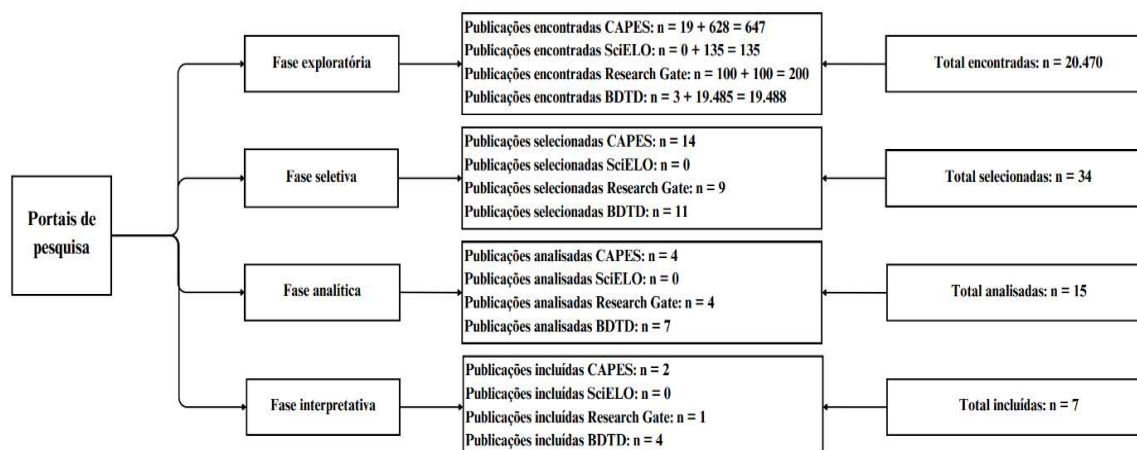 Portais de
pesquisa
Fase exploratória
Publicações encontradas CAPES: n = 19 + 628 = 647
Publicações encontradas SciELO: n = 0 + 135 = 135
Publicações encontradas Research Gate: n = 100 + 100 = 200
Publicações encontradas BDTD: n = 3 + 19.485 = 19.488
Total encontradas: n = 20.470
Fase seletiva
Publicações selecionadas CAPES: n = 14
Publicações selecionadas SciELO: n = 0
Publicações selecionadas Research Gate: n = 9
Publicações selecionadas BDTD: n = 11
Total selecionadas: n = 34
Fase analítica
Publicações analisadas CAPES: n = 4
Publicações analisadas SciELO: n = 0
Publicações analisadas Research Gate: n = 4
Publicações analisadas BDTD: n = 7
Total analisadas: n = 15
Fase interpretativa
Publicações incluídas CAPES: n = 2
Publicações incluídas SciELO: n = 0
Publicações incluídas Research Gate: n = 1
Publicações incluídas BDTD: n = 4
Total incluídas: n = 7